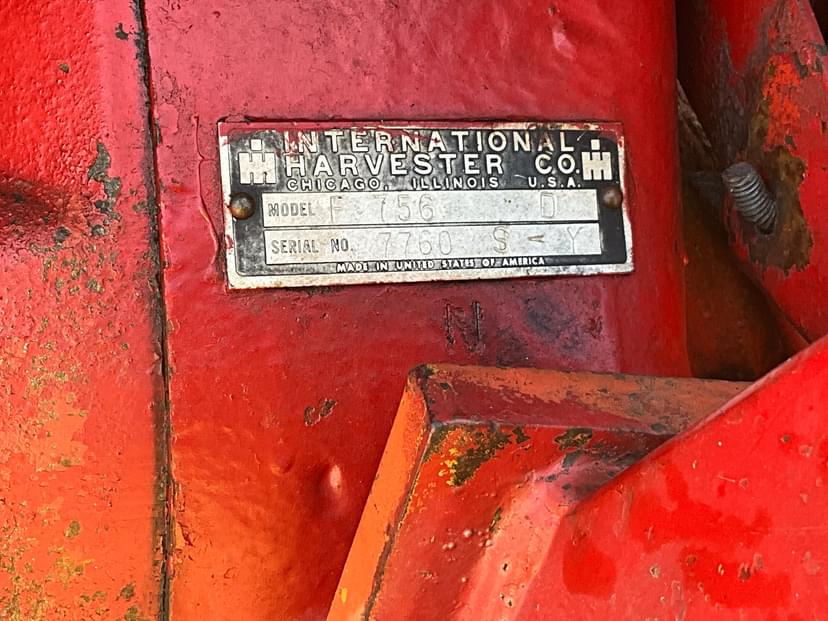 INTERNATIONAL
HARVESTER CO.
CHICAGO, ILLINOIS U.S.A.
MODEL F 756 D
SERIAL NO. 7760 S < Y
MADE IN UNITED STATES OF AMERICA
N